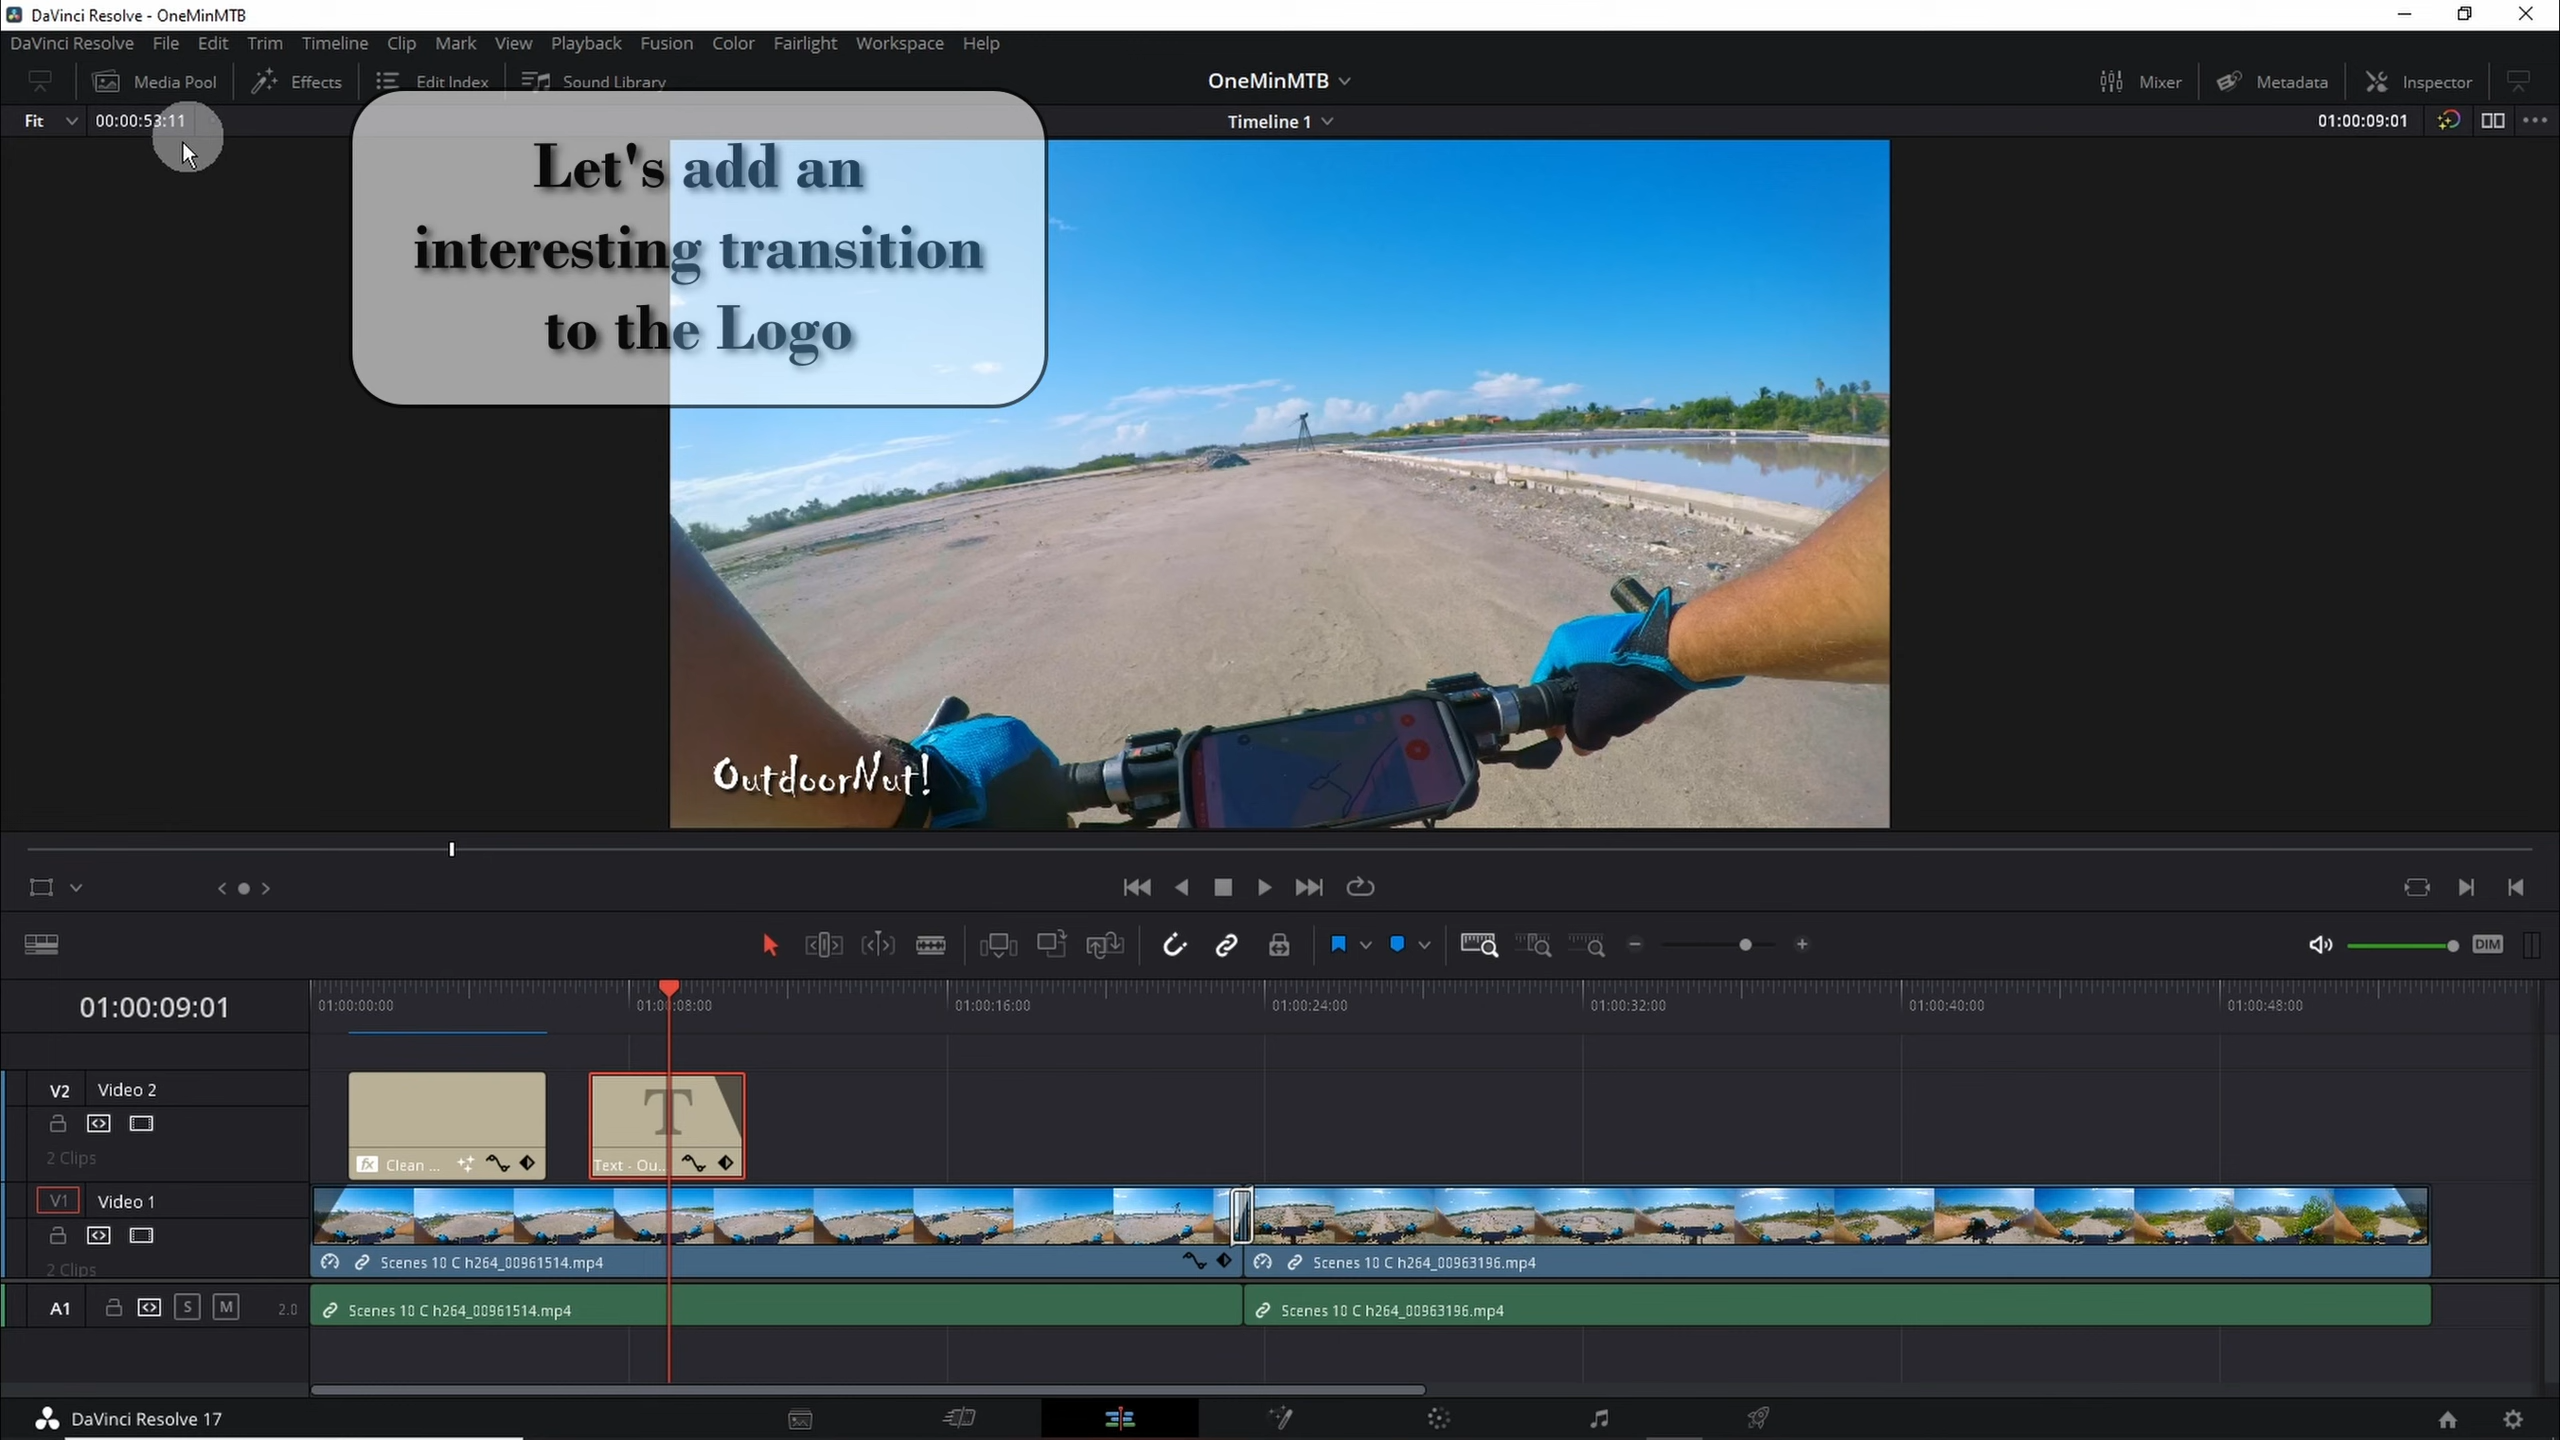 DaVinci Resolve - OneMinMTB
DaVinci Resolve File Edit Trim Timeline Clip Mark View Playback Fusion Color Fairlight Workspace Help
Media Pool Effects Edit Index Sound Library OneMinMTB Mixer Metadata Inspector
Fit 00:00:53:11 Timeline 1 01:00:09:01
Let's add an
interesting transition
to the Logo
OutdoorNut!
DIM
01:00:09:01 01:00:00:00 01:00:08:00 01:00:16:00 01:00:24:00 01:00:32:00 01:00:40:00 01:00:48:00
V2 Video 2
T
2 Clips
fx Clean ... Text - Ou...
V1 Video 1
2 Clips
Scenes 10 C h264_00961514.mp4 Scenes 10 C h264_00963196.mp4
A1 S M 2.0 Scenes 10 C h264_00961514.mp4 Scenes 10 C h264_00963196.mp4
DaVinci Resolve 17